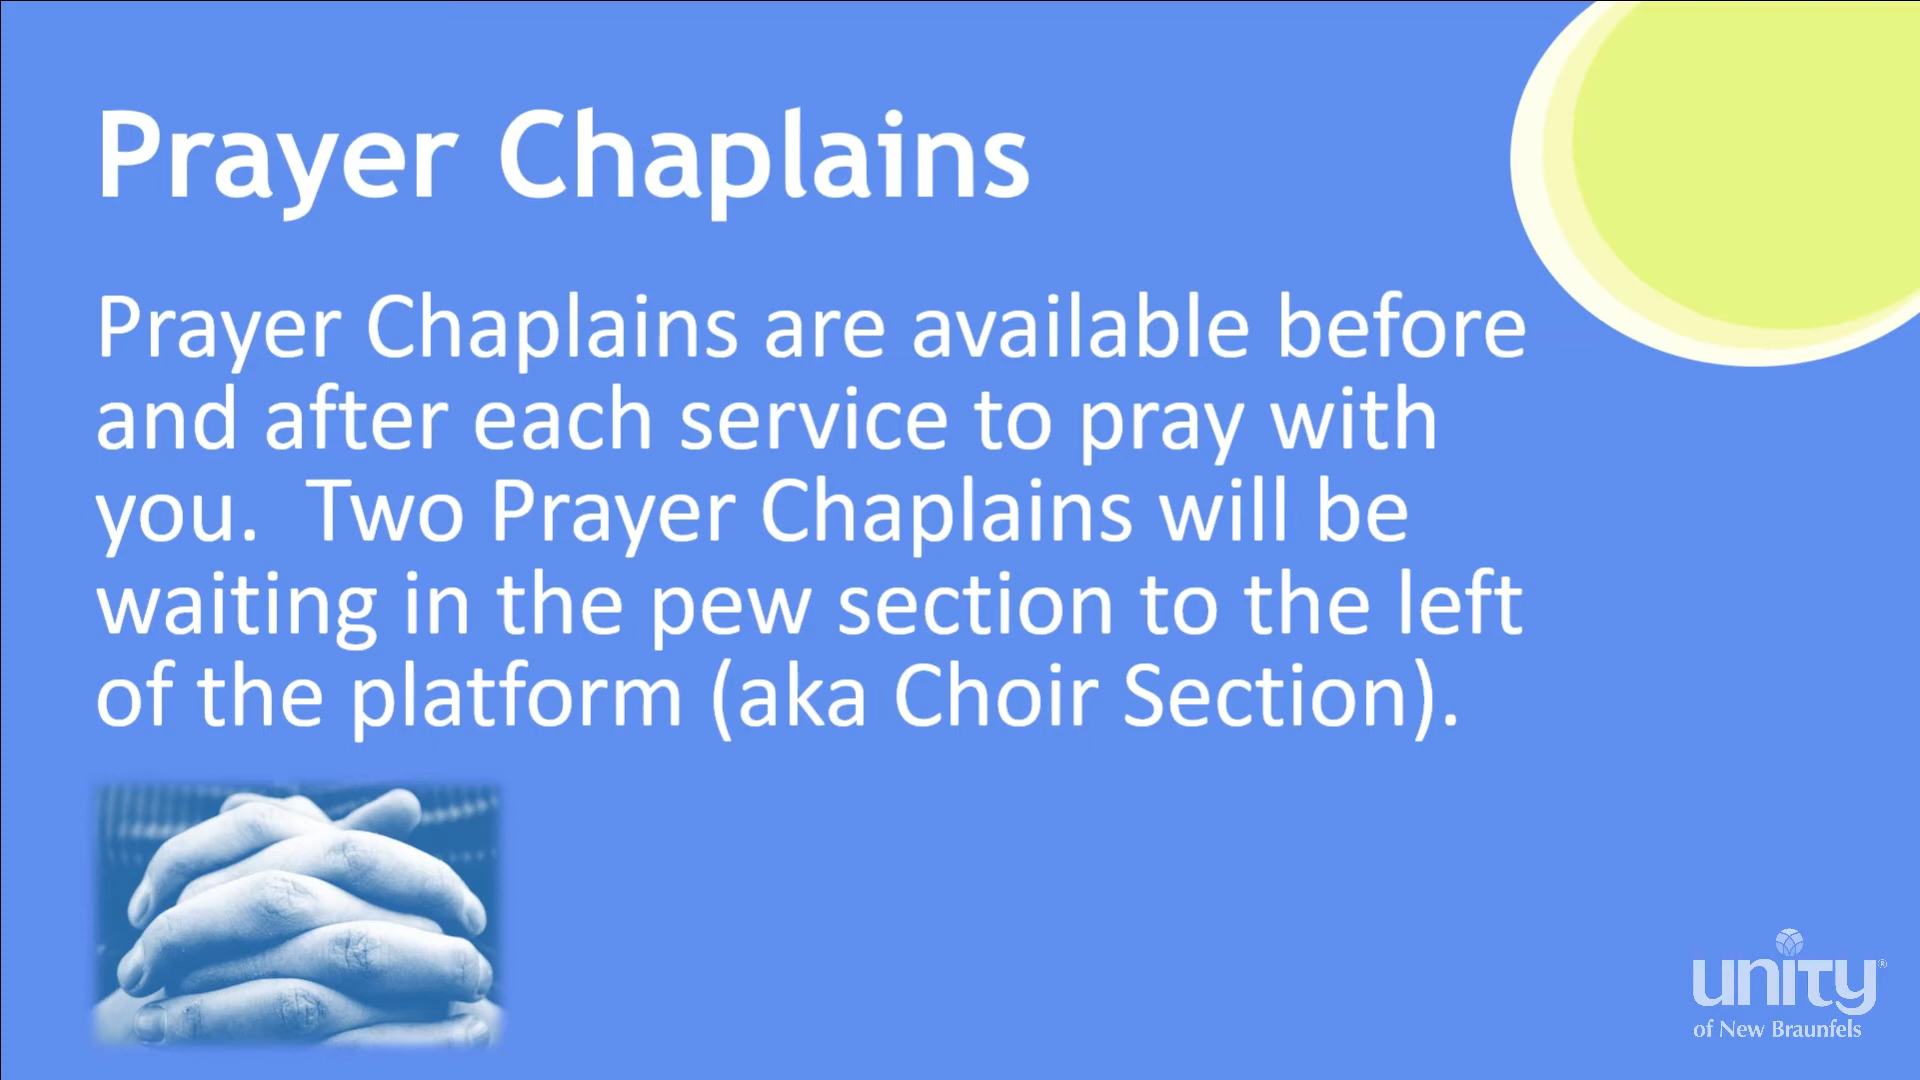 Prayer Chaplains
Prayer Chaplains are available before
and after each service to pray with
you.  Two Prayer Chaplains will be
waiting in the pew section to the left
of the platform (aka Choir Section).
unity®
of New Braunfels